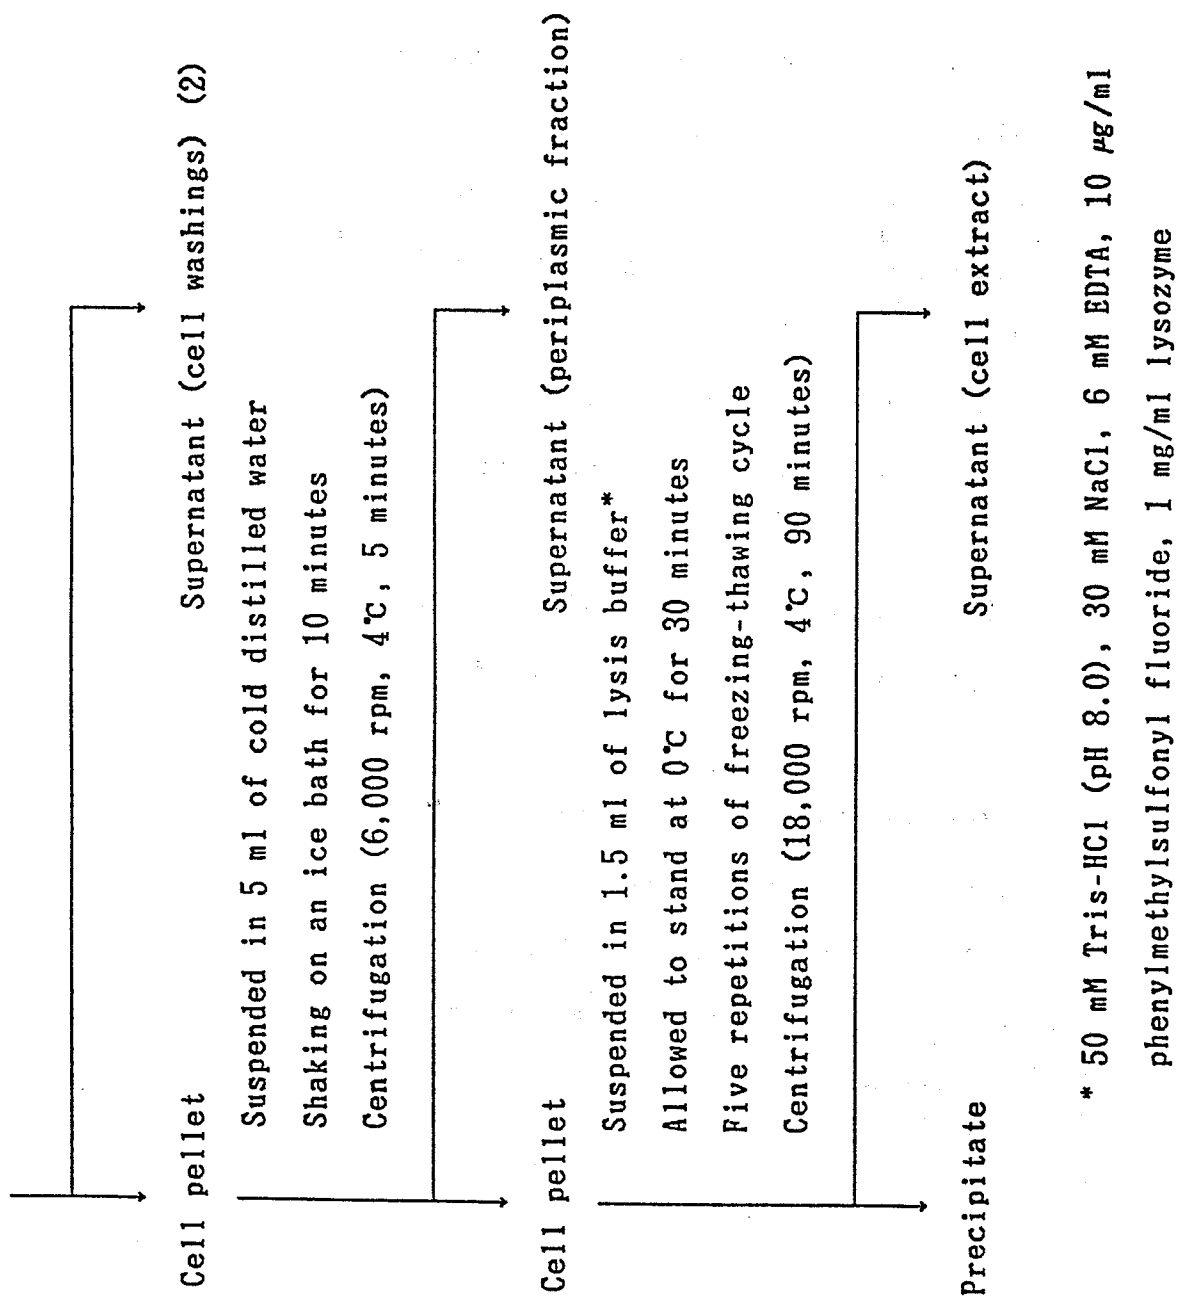 Cell pellet
Supernatant (cell washings) (2)
Suspended in 5 ml of cold distilled water
Shaking on an ice bath for 10 minutes
Centrifugation (6,000 rpm, 4℃, 5 minutes)
Cell pellet
Supernatant (periplasmic fraction)
Suspended in 1.5 ml of lysis buffer*
Allowed to stand at 0℃ for 30 minutes
Five repetitions of freezing-thawing cycle
Centrifugation (18,000 rpm, 4℃, 90 minutes)
Precipitate
Supernatant (cell extract)
* 50 mM Tris-HCl (pH 8.0), 30 mM NaCl, 6 mM EDTA, 10 μg/ml
phenylmethylsulfonyl fluoride, 1 mg/ml lysozyme